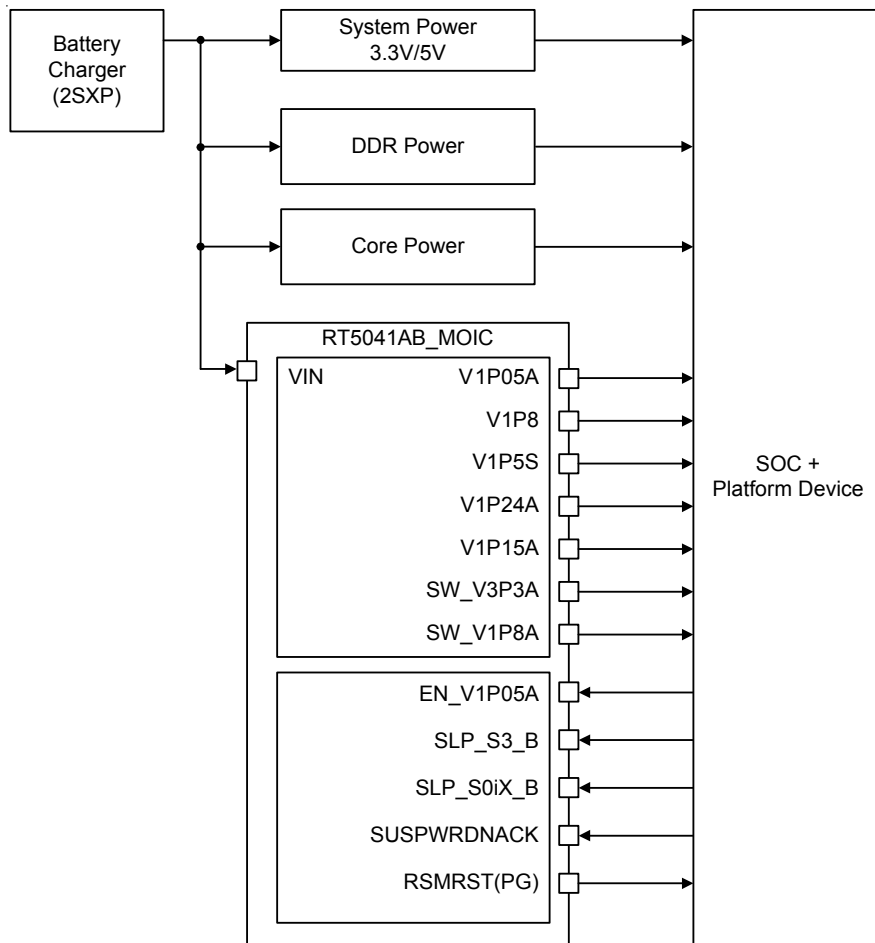 Battery
Charger
(2SXP)
System Power
3.3V/5V
DDR Power
Core Power
RT5041AB_MOIC
VIN
V1P05A
V1P8
V1P5S
V1P24A
V1P15A
SW_V3P3A
SW_V1P8A
EN_V1P05A
SLP_S3_B
SLP_S0iX_B
SUSPWRDNACK
RSMRST(PG)
SOC +
Platform Device